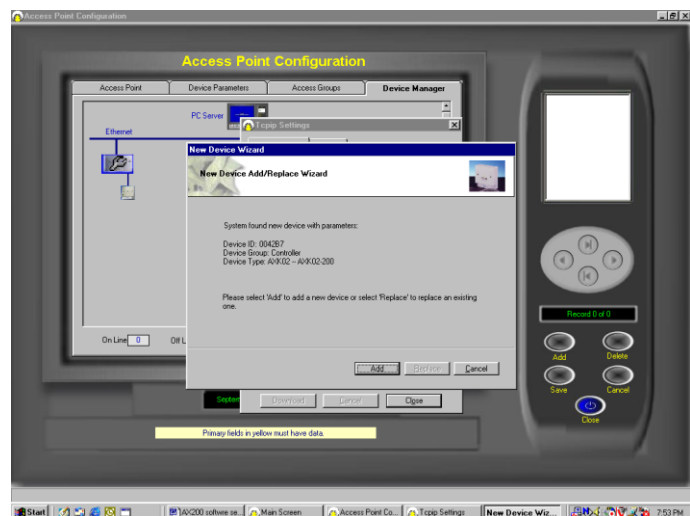 Access Point Configuration
Access Point Configuration
Access Point
Device Parameters
Access Groups
Device Manager
PC Server
Ethernet
Tcpip Settings
New Device Wizard
New Device Add/Replace Wizard
System found new device with parameters:
Device ID: 0042B7
Device Group: Controller
Device Type: AXK02 - AXK02-200
Please select 'Add' to add a new device or select 'Replace' to replace an existing
one.
On Line 0
Off L
Add
Replace
Cancel
Septem
Download
Cancel
Close
Primary fields in yellow must have data.
Record 0 of 0
Add
Delete
Save
Cancel
Close
Start
AX200 softwre se...
Main Screen
Access Point Co...
Tcpip Settings
New Device Wiz...
7:53 PM